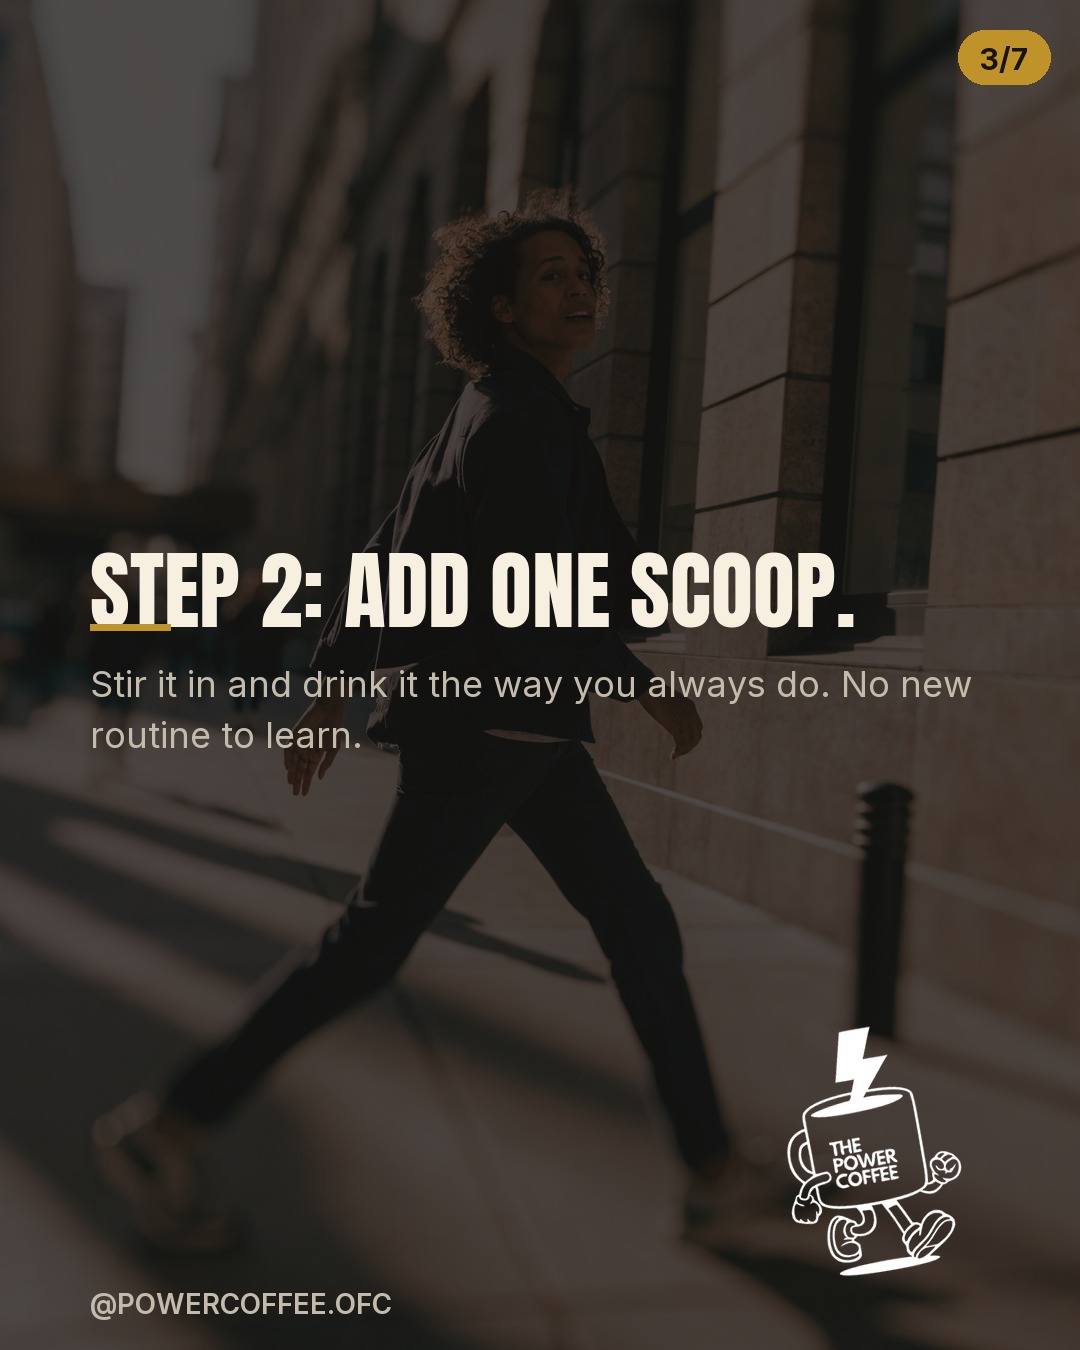 3/7
STEP 2: ADD ONE SCOOP.
Stir it in and drink it the way you always do. No new
routine to learn.
THE
POWER
COFFEE
@POWERCOFFEE.OFC